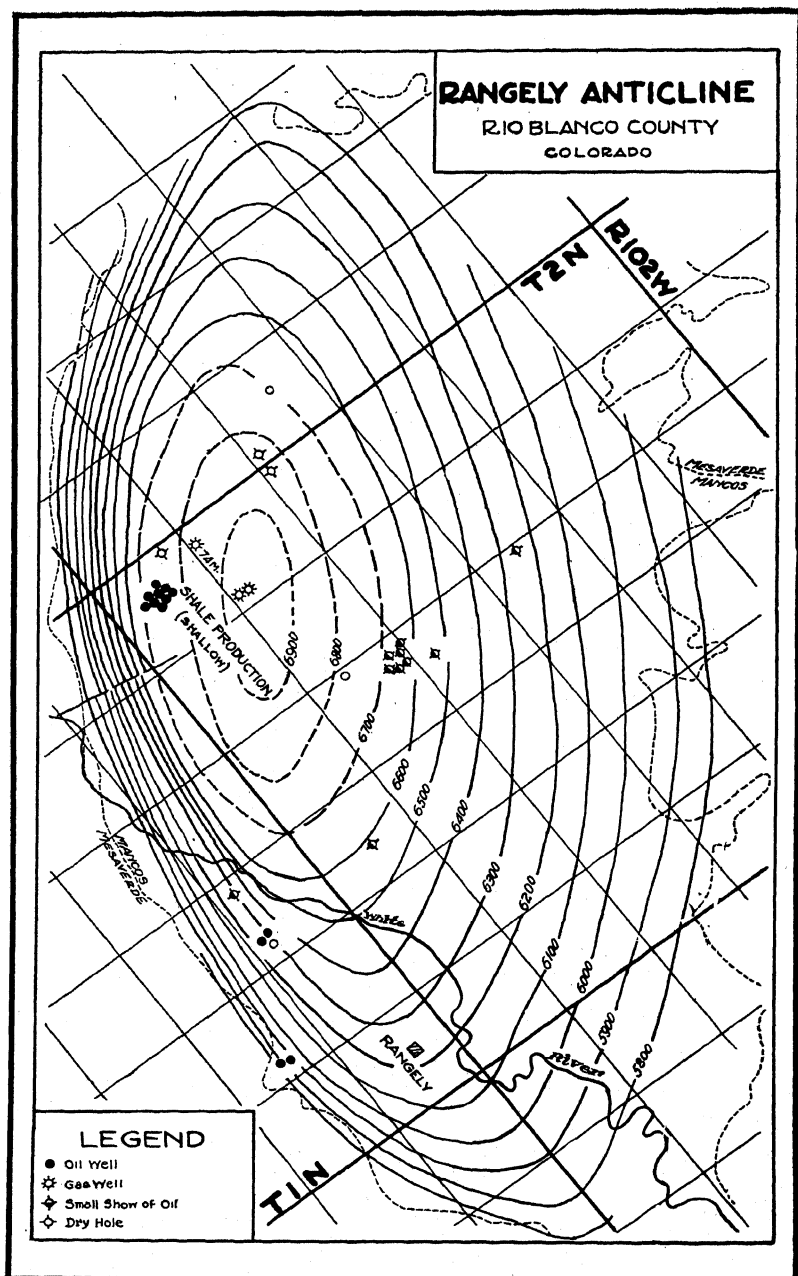 RANGELY ANTICLINE
RIO BLANCO COUNTY
COLORADO
R102W
T2N
MESAVERDE
MANCOS
74M.
SHALE PRODUCTION
(SHALLOW)
6900
6800
6700
6600
6500
6400
6300
6200
6100
6000
5900
5800
MANCOS
MESAVERDE
White
River
RANGELY
T1N
LEGEND
Oil Well
Gas Well
Small Show of Oil
Dry Hole